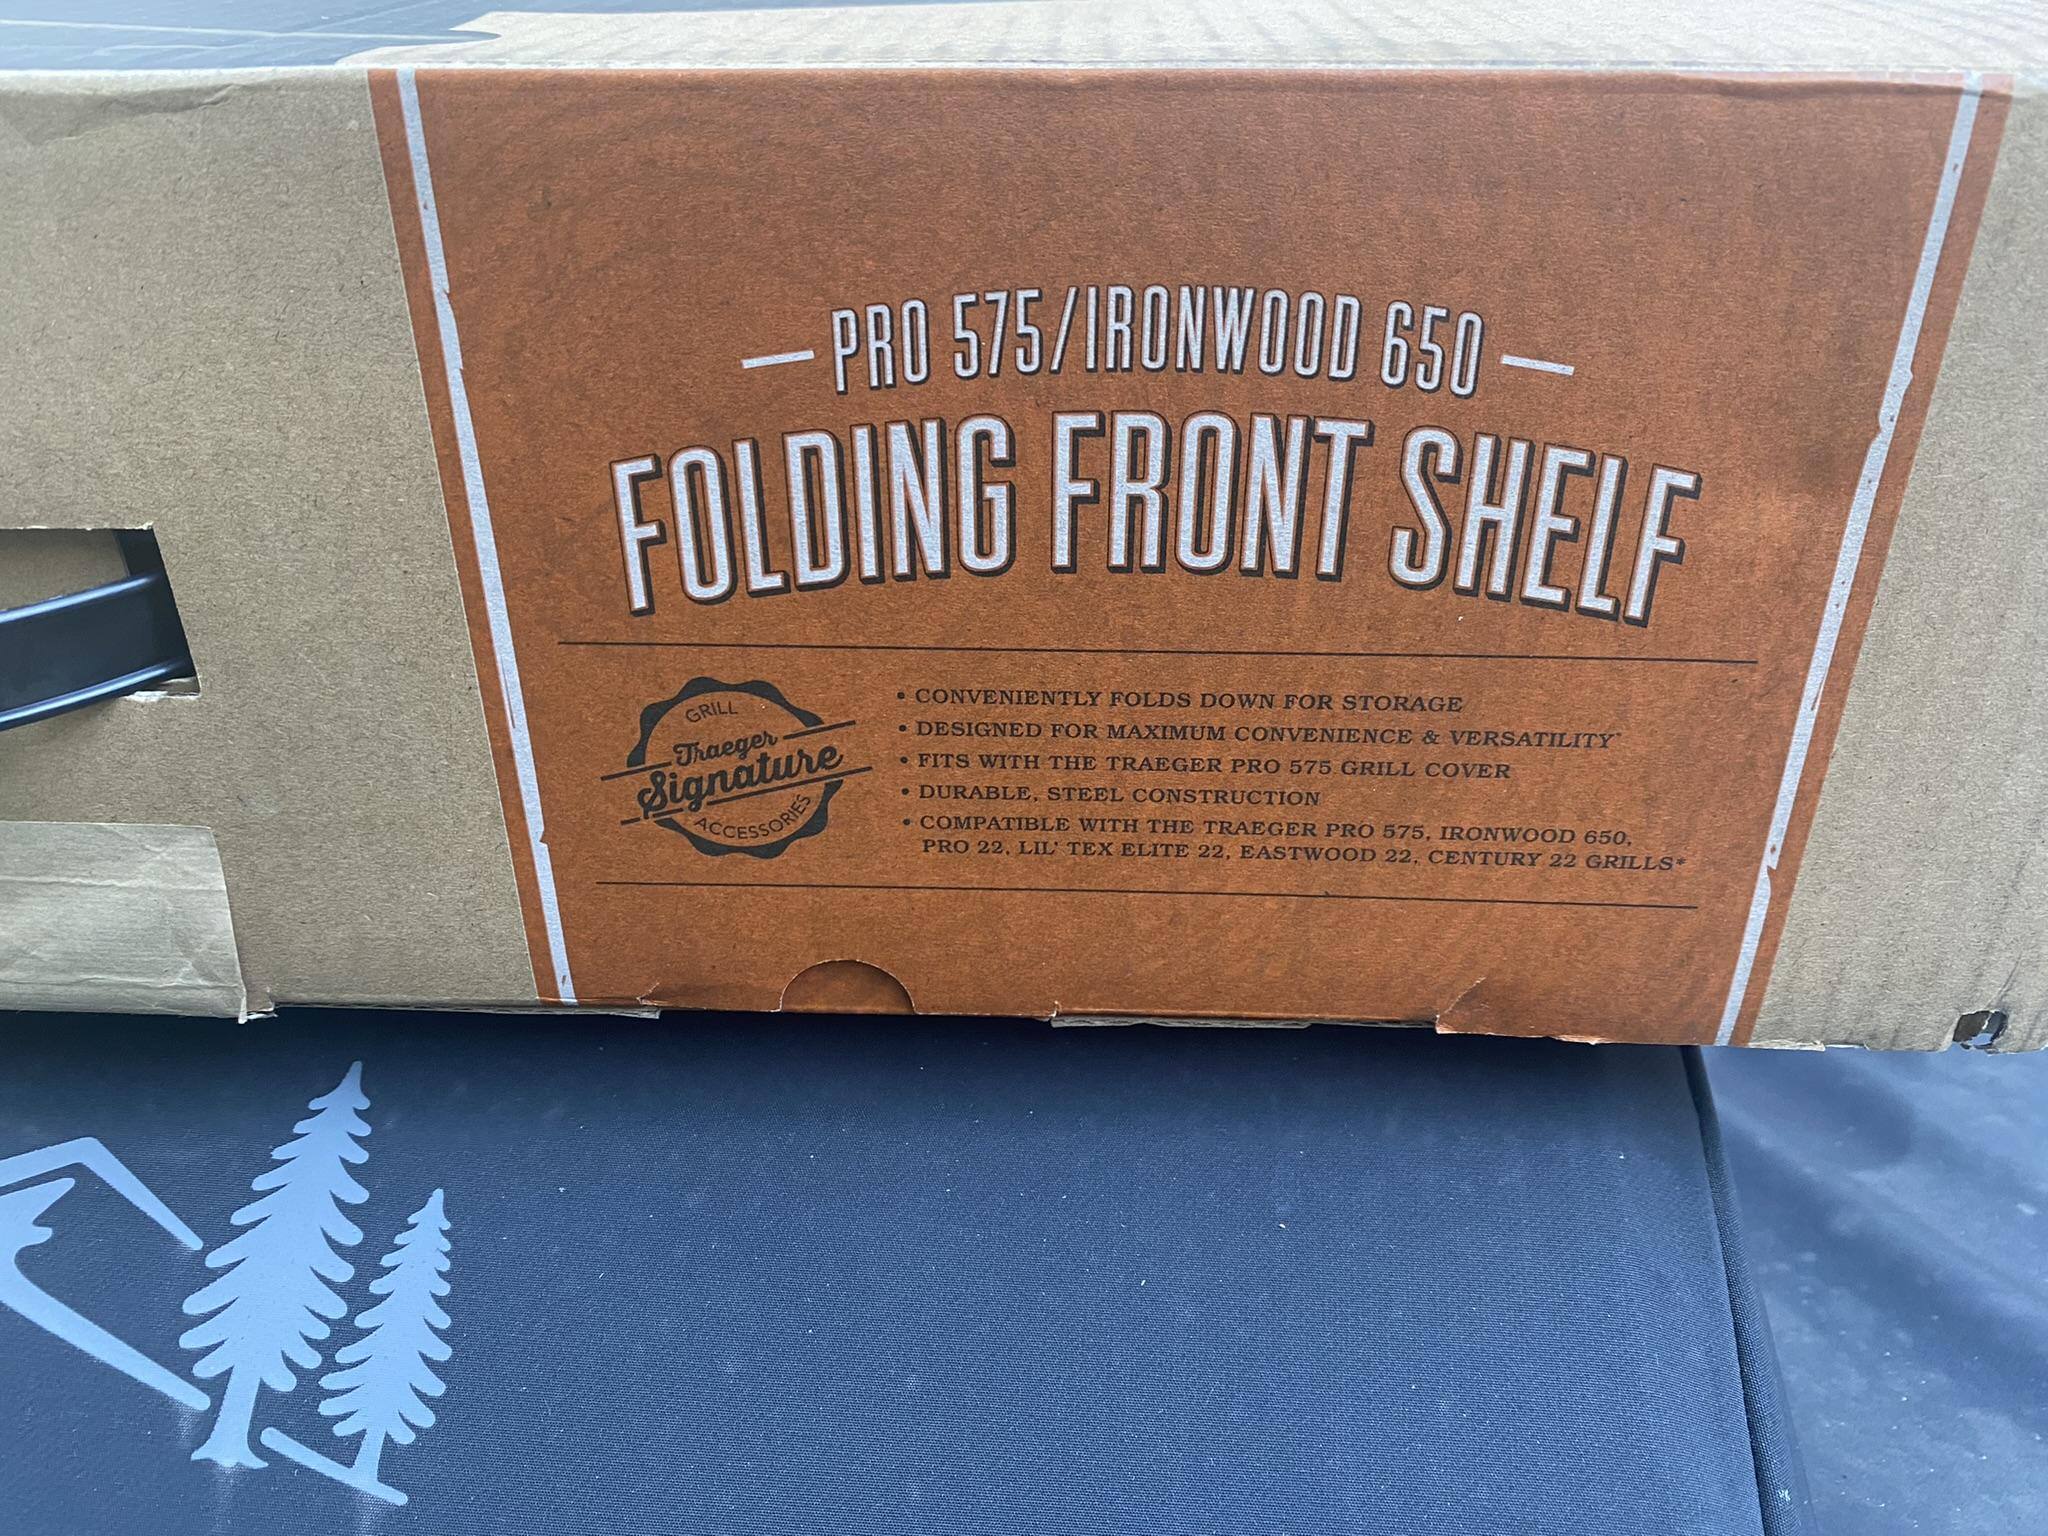 PRO 575/IRONWOOD 650
FOLDING FRONT SHELF
GRILL
Traeger
Signature
ACCESSORIES
• CONVENIENTLY FOLDS DOWN FOR STORAGE
• DESIGNED FOR MAXIMUM CONVENIENCE & VERSATILITY
• FITS WITH THE TRAEGER PRO 575 GRILL COVER
• DURABLE, STEEL CONSTRUCTION
• COMPATIBLE WITH THE TRAEGER PRO 575, IRONWOOD 650,
PRO 22, LIL' TEX ELITE 22, EASTWOOD 22, CENTURY 22 GRILLS*